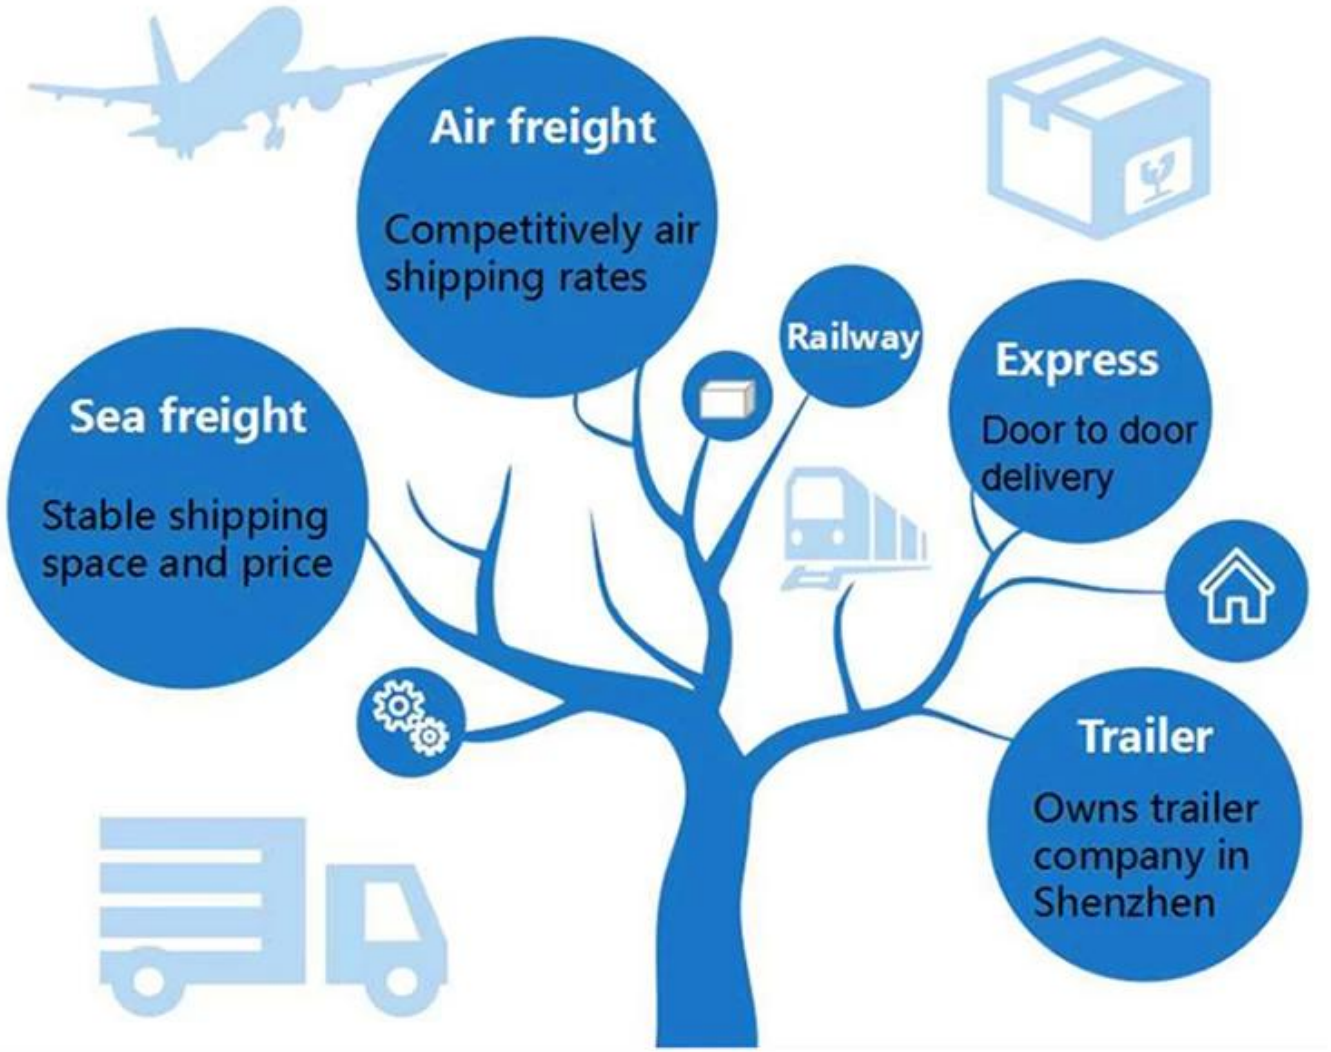 Air freight
Competitively air
shipping rates
Railway
Express
Door to door
delivery
Sea freight
Stable shipping
space and price
Trailer
Owns trailer
company in
Shenzhen